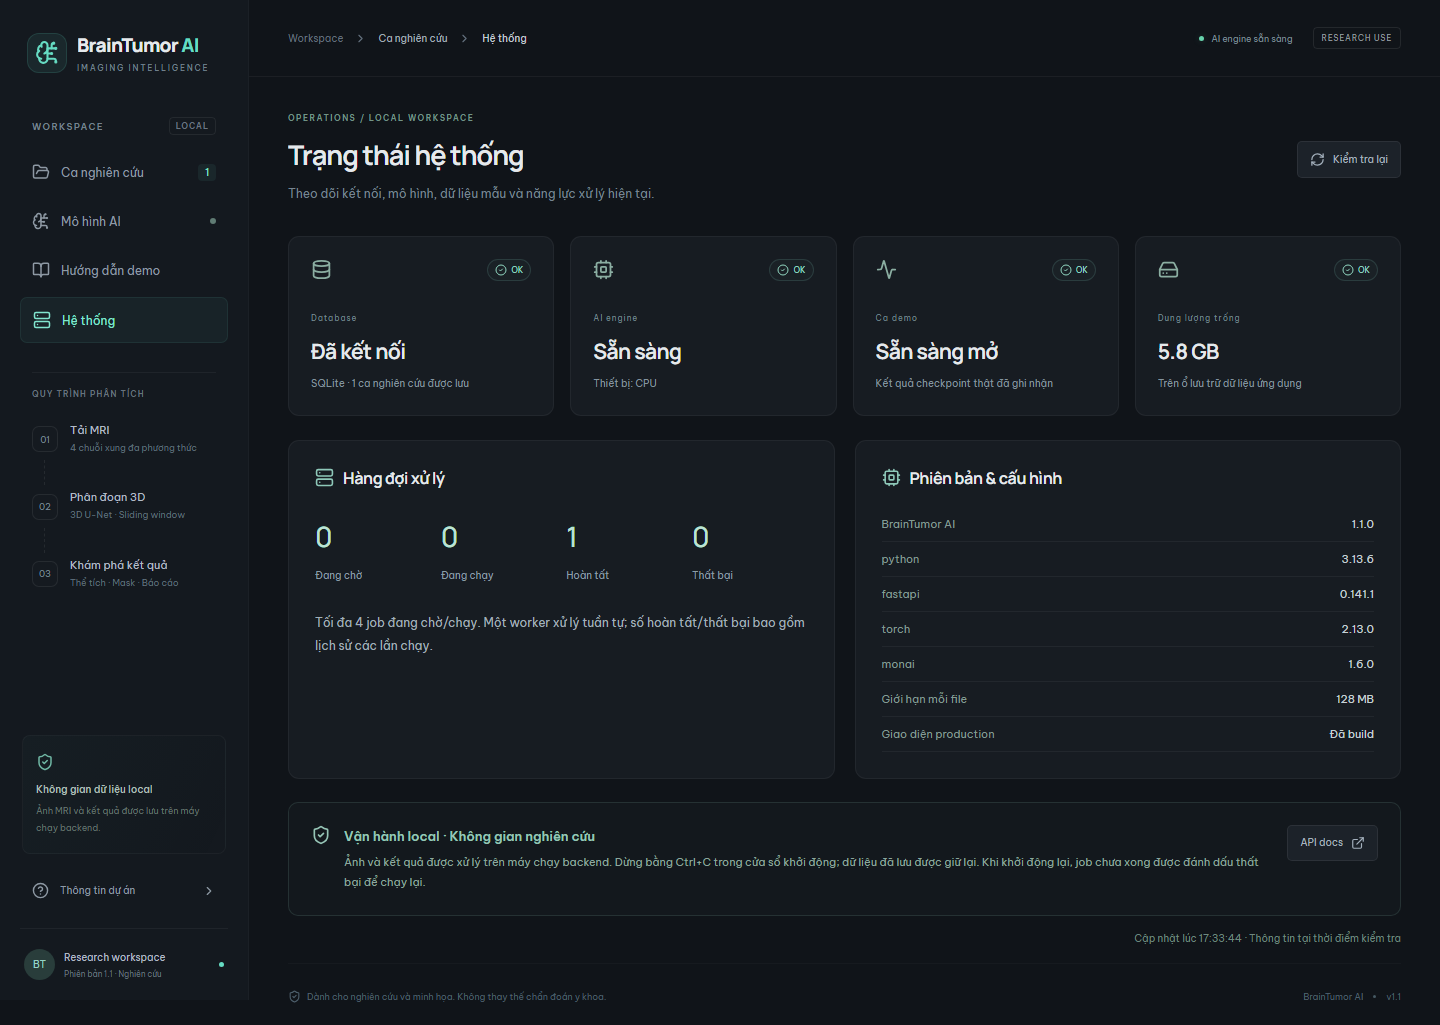 BrainTumor AI
IMAGING INTELLIGENCE
WORKSPACE
LOCAL
Ca nghiên cứu
1
Mô hình AI
Hướng dẫn demo
Hệ thống
QUY TRÌNH PHÂN TÍCH
01
Tải MRI
4 chuỗi xung đa phương thức
02
Phân đoạn 3D
3D U-Net · Sliding window
03
Khám phá kết quả
Thể tích · Mask · Báo cáo
Không gian dữ liệu local
Ảnh MRI và kết quả được lưu trên máy
chạy backend.
Thông tin dự án
BT
Research workspace
Phiên bản 1.1 · Nghiên cứu
Workspace
Ca nghiên cứu
Hệ thống
AI engine sẵn sàng
RESEARCH USE
OPERATIONS / LOCAL WORKSPACE
Trạng thái hệ thống
Theo dõi kết nối, mô hình, dữ liệu mẫu và năng lực xử lý hiện tại.
Kiểm tra lại
OK
Database
Đã kết nối
SQLite · 1 ca nghiên cứu được lưu
OK
AI engine
Sẵn sàng
Thiết bị: CPU
OK
Ca demo
Sẵn sàng mở
Kết quả checkpoint thật đã ghi nhận
OK
Dung lượng trống
5.8 GB
Trên ổ lưu trữ dữ liệu ứng dụng
Hàng đợi xử lý
0
0
1
0
Đang chờ
Đang chạy
Hoàn tất
Thất bại
Tối đa 4 job đang chờ/chạy. Một worker xử lý tuần tự; số hoàn tất/thất bại bao gồm
lịch sử các lần chạy.
Phiên bản & cấu hình
BrainTumor AI 1.1.0
python 3.13.6
fastapi 0.141.1
torch 2.13.0
monai 1.6.0
Giới hạn mỗi file 128 MB
Giao diện production Đã build
Vận hành local · Không gian nghiên cứu
Ảnh và kết quả được xử lý trên máy chạy backend. Dừng bằng Ctrl+C trong cửa sổ khởi động; dữ liệu đã lưu được giữ lại. Khi khởi động lại, job chưa xong được đánh dấu thất
bại để chạy lại.
API docs
Cập nhật lúc 17:33:44 · Thông tin tại thời điểm kiểm tra
Dành cho nghiên cứu và minh họa. Không thay thế chẩn đoán y khoa.
BrainTumor AI • v1.1